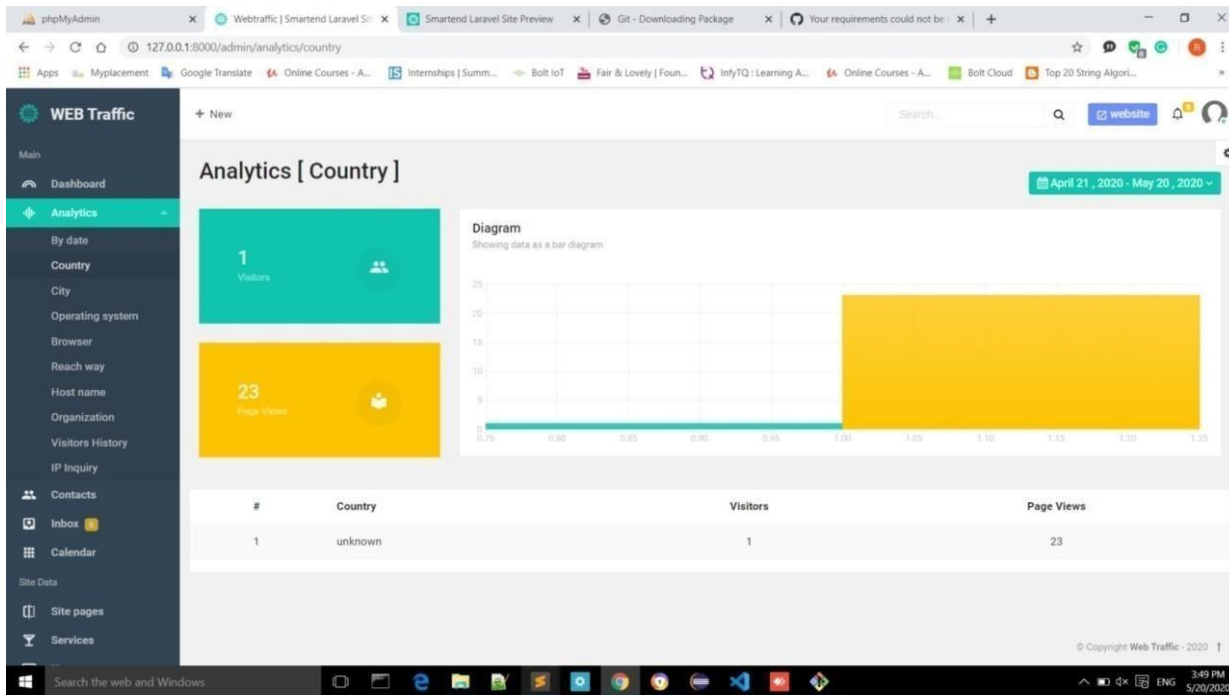 phpMyAdmin
Webtraffic | Smartend Laravel Sit
Smartend Laravel Site Preview
Git - Downloading Package
Your requirements could not be
127.0.0.1:8000/admin/analytics/country
Apps
Myplacement
Google Translate
Online Courses - A...
Internships | Summ...
Bolt IoT
Fair & Lovely | Foun...
InfyTQ : Learning A...
Online Courses - A...
Bolt Cloud
Top 20 String Algori...
WEB Traffic
+ New
Search...
website
Main
Dashboard
Analytics
By date
Country
City
Operating system
Browser
Reach way
Host name
Organization
Visitors History
IP Inquiry
Contacts
Inbox
Calendar
Site Data
Site pages
Services
Analytics [ Country ]
April 21 , 2020 - May 20 , 2020
1
Visitors
23
Page Views
Diagram
Showing data as a bar diagram
25
20
15
10
5
0
0.75 0.80 0.85 0.90 0.95 1.00 1.05 1.10 1.15 1.20 1.25
# Country Visitors Page Views
1 unknown 1 23
© Copyright Web Traffic - 2020
Search the web and Windows
ENG
3:49 PM
5/20/2020